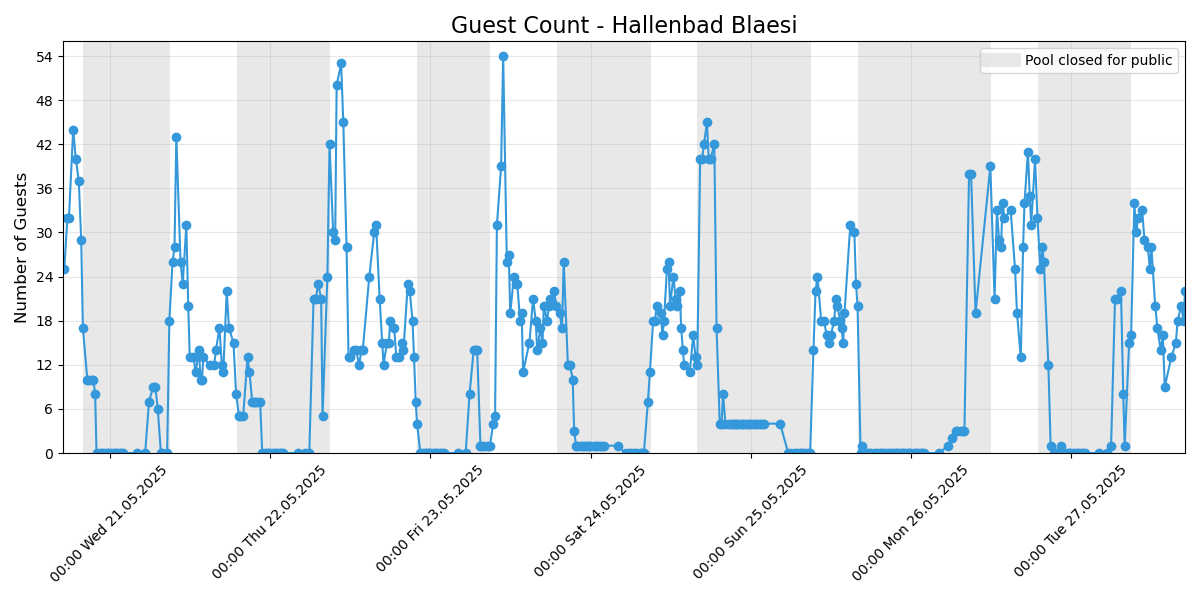 Guest Count - Hallenbad Blaesi
Pool closed for public
Number of Guests
54
48
42
36
30
24
18
12
6
0
00:00 Wed 21.05.2025
00:00 Thu 22.05.2025
00:00 Fri 23.05.2025
00:00 Sat 24.05.2025
00:00 Sun 25.05.2025
00:00 Mon 26.05.2025
00:00 Tue 27.05.2025